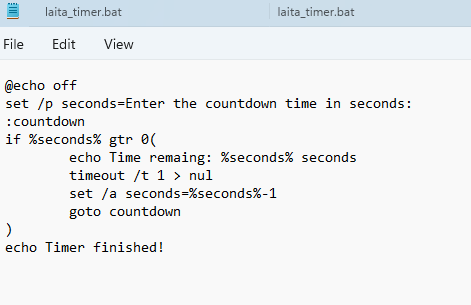 laita_timer.bat laita_timer.bat
File Edit View
@echo off
set /p seconds=Enter the countdown time in seconds:
:countdown
if %seconds% gtr 0(
        echo Time remaing: %seconds% seconds
        timeout /t 1 > nul
        set /a seconds=%seconds%-1
        goto countdown
)
echo Timer finished!